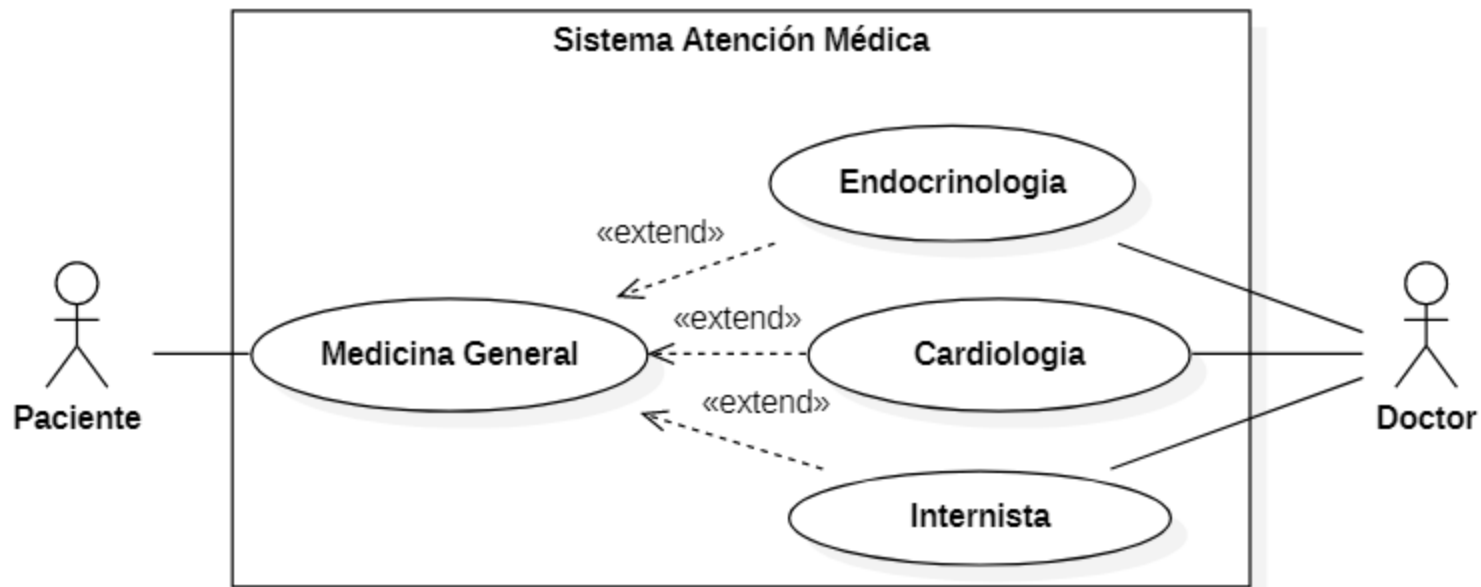 Sistema Atención Médica
Endocrinologia
«extend»
«extend»
Medicina General
Cardiologia
«extend»
Paciente
Doctor
Internista